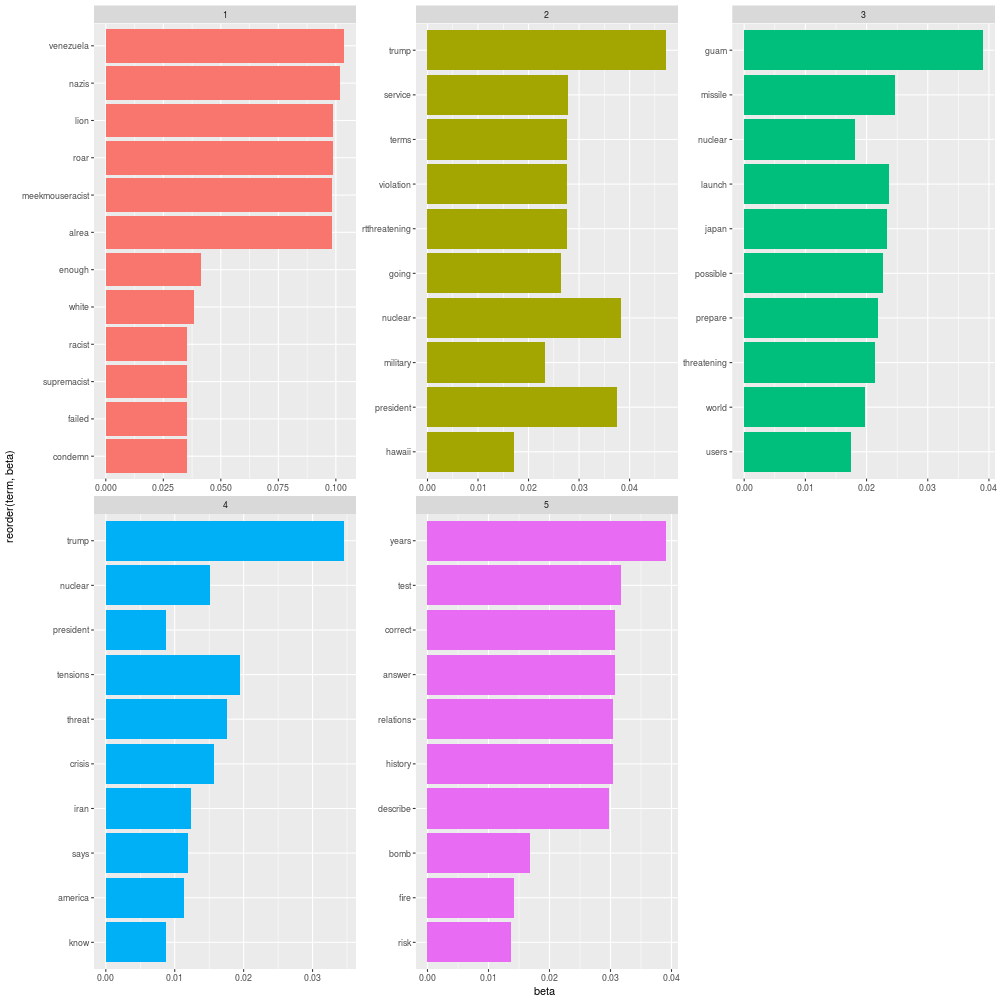 reorder(term, beta)
1
venezuela
nazis
lion
roar
meekmouseracist
alrea
enough
white
racist
supremacist
failed
condemn
0.000 0.025 0.050 0.075 0.100
2
trump
service
terms
violation
rtthreatening
going
nuclear
military
president
hawaii
0.00 0.01 0.02 0.03 0.04
3
guam
missile
nuclear
launch
japan
possible
prepare
threatening
world
users
0.00 0.01 0.02 0.03 0.04
4
trump
nuclear
president
tensions
threat
crisis
iran
says
america
know
0.00 0.01 0.02 0.03
5
years
test
correct
answer
relations
history
describe
bomb
fire
risk
0.00 0.01 0.02 0.03 0.04
beta